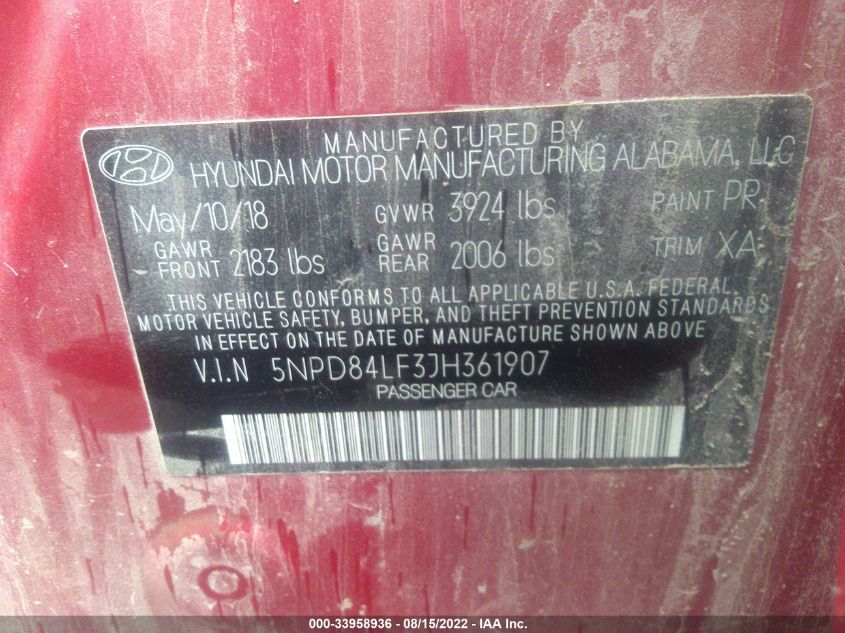 MANUFACTURED BY
HYUNDAI MOTOR MANUFACTURING ALABAMA, LLC
May/10/18 GVWR 3924 lbs PAINT PR
GAWR FRONT 2183 lbs GAWR REAR 2006 lbs TRIM XA
THIS VEHICLE CONFORMS TO ALL APPLICABLE U.S.A. FEDERAL
MOTOR VEHICLE SAFETY, BUMPER, AND THEFT PREVENTION STANDARDS
IN EFFECT ON THE DATE OF MANUFACTURE SHOWN ABOVE
V.I.N 5NPD84LF3JH361907
PASSENGER CAR
000-33958936 - 08/15/2022 - IAA Inc.